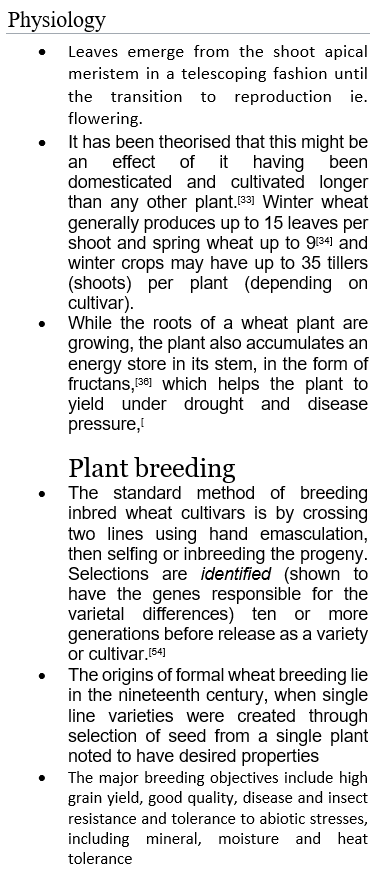 Physiology
• Leaves emerge from the shoot apical
meristem in a telescoping fashion until
the transition to reproduction ie.
flowering.
• It has been theorised that this might be
an effect of it having been
domesticated and cultivated longer
than any other plant.[33] Winter wheat
generally produces up to 15 leaves per
shoot and spring wheat up to 9[34] and
winter crops may have up to 35 tillers
(shoots) per plant (depending on
cultivar).
• While the roots of a wheat plant are
growing, the plant also accumulates an
energy store in its stem, in the form of
fructans,[36] which helps the plant to
yield under drought and disease
pressure,[
Plant breeding
• The standard method of breeding
inbred wheat cultivars is by crossing
two lines using hand emasculation,
then selfing or inbreeding the progeny.
Selections are identified (shown to
have the genes responsible for the
varietal differences) ten or more
generations before release as a variety
or cultivar.[54]
• The origins of formal wheat breeding lie
in the nineteenth century, when single
line varieties were created through
selection of seed from a single plant
noted to have desired properties
• The major breeding objectives include high
grain yield, good quality, disease and insect
resistance and tolerance to abiotic stresses,
including mineral, moisture and heat
tolerance